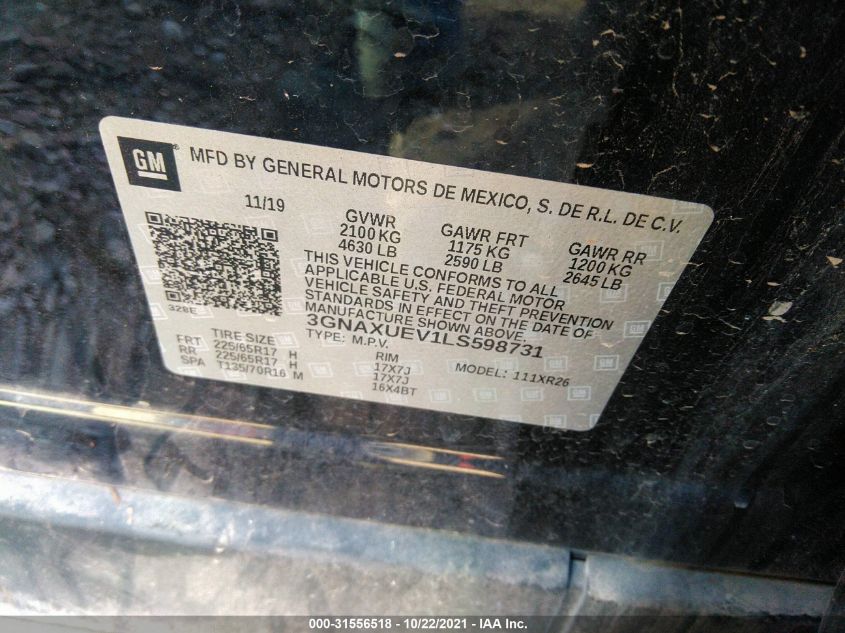 GM
MFD BY GENERAL MOTORS DE MEXICO, S. DE R.L. DE C.V.
11/19
GVWR GAWR FRT GAWR RR
2100 KG 1175 KG 1200 KG
4630 LB 2590 LB 2645 LB
THIS VEHICLE CONFORMS TO ALL
APPLICABLE U.S. FEDERAL MOTOR
VEHICLE SAFETY AND THEFT PREVENTION
STANDARDS IN EFFECT ON THE DATE OF
MANUFACTURE SHOWN ABOVE.
328E
3GNAXUEV1LS598731
TYPE: M.P.V. MODEL: 111XR26
TIRE SIZE RIM
FRT 225/65R17 H 17X7J
RR 225/65R17 H 17X7J
SPA T135/70R16 M 16X4BT
000-31556518 - 10/22/2021 - IAA Inc.